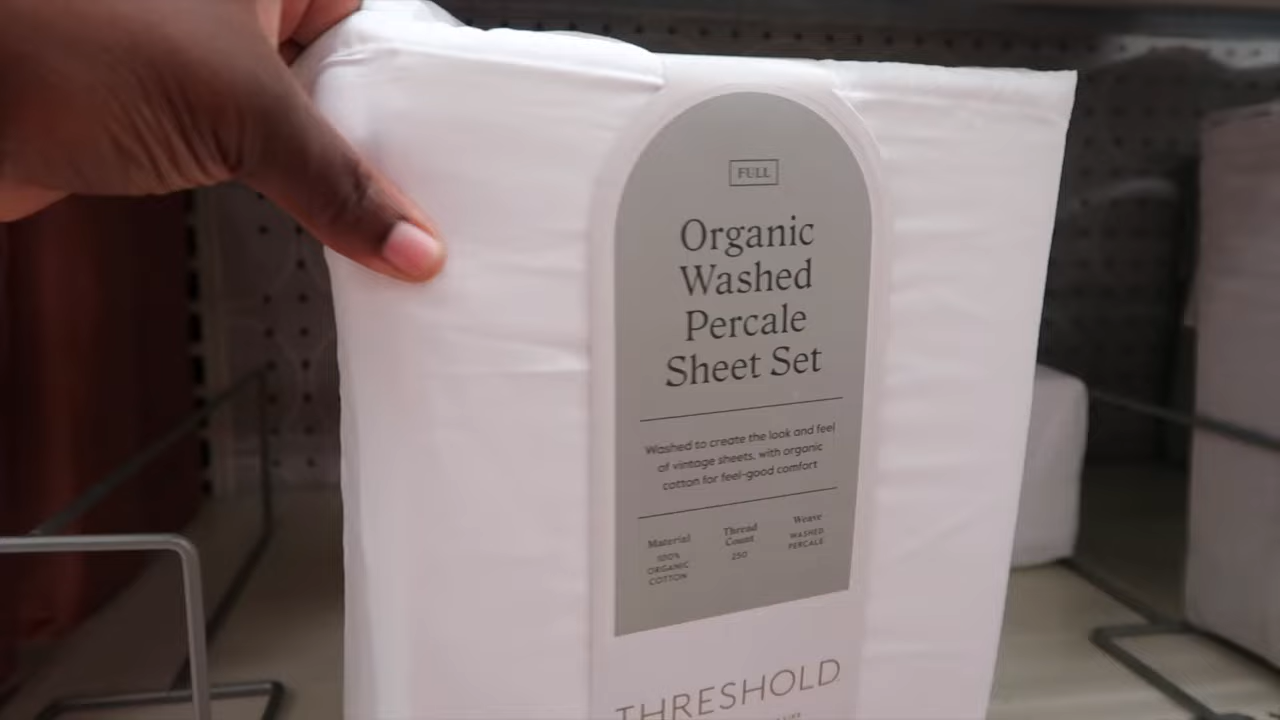 FULL
Organic
Washed
Percale
Sheet Set
Washed to create the look and feel
of vintage sheets, with organic
cotton for feel-good comfort
Material
100%
ORGANIC
COTTON
Thread
Count
250
Weave
WASHED
PERCALE
THRESHOLD